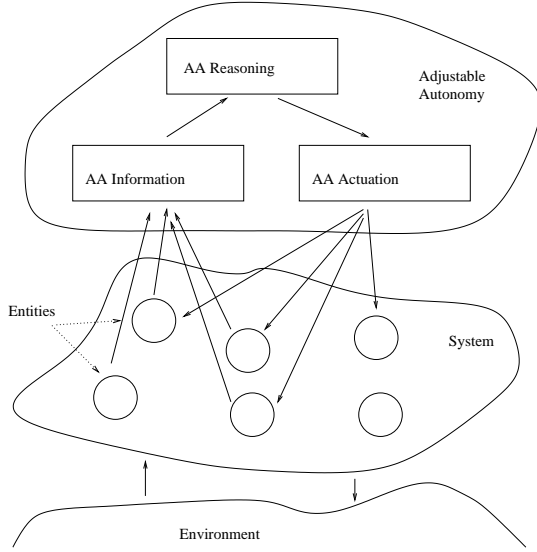 AA Reasoning
Adjustable
Autonomy
AA Information
AA Actuation
Entities
System
Environment